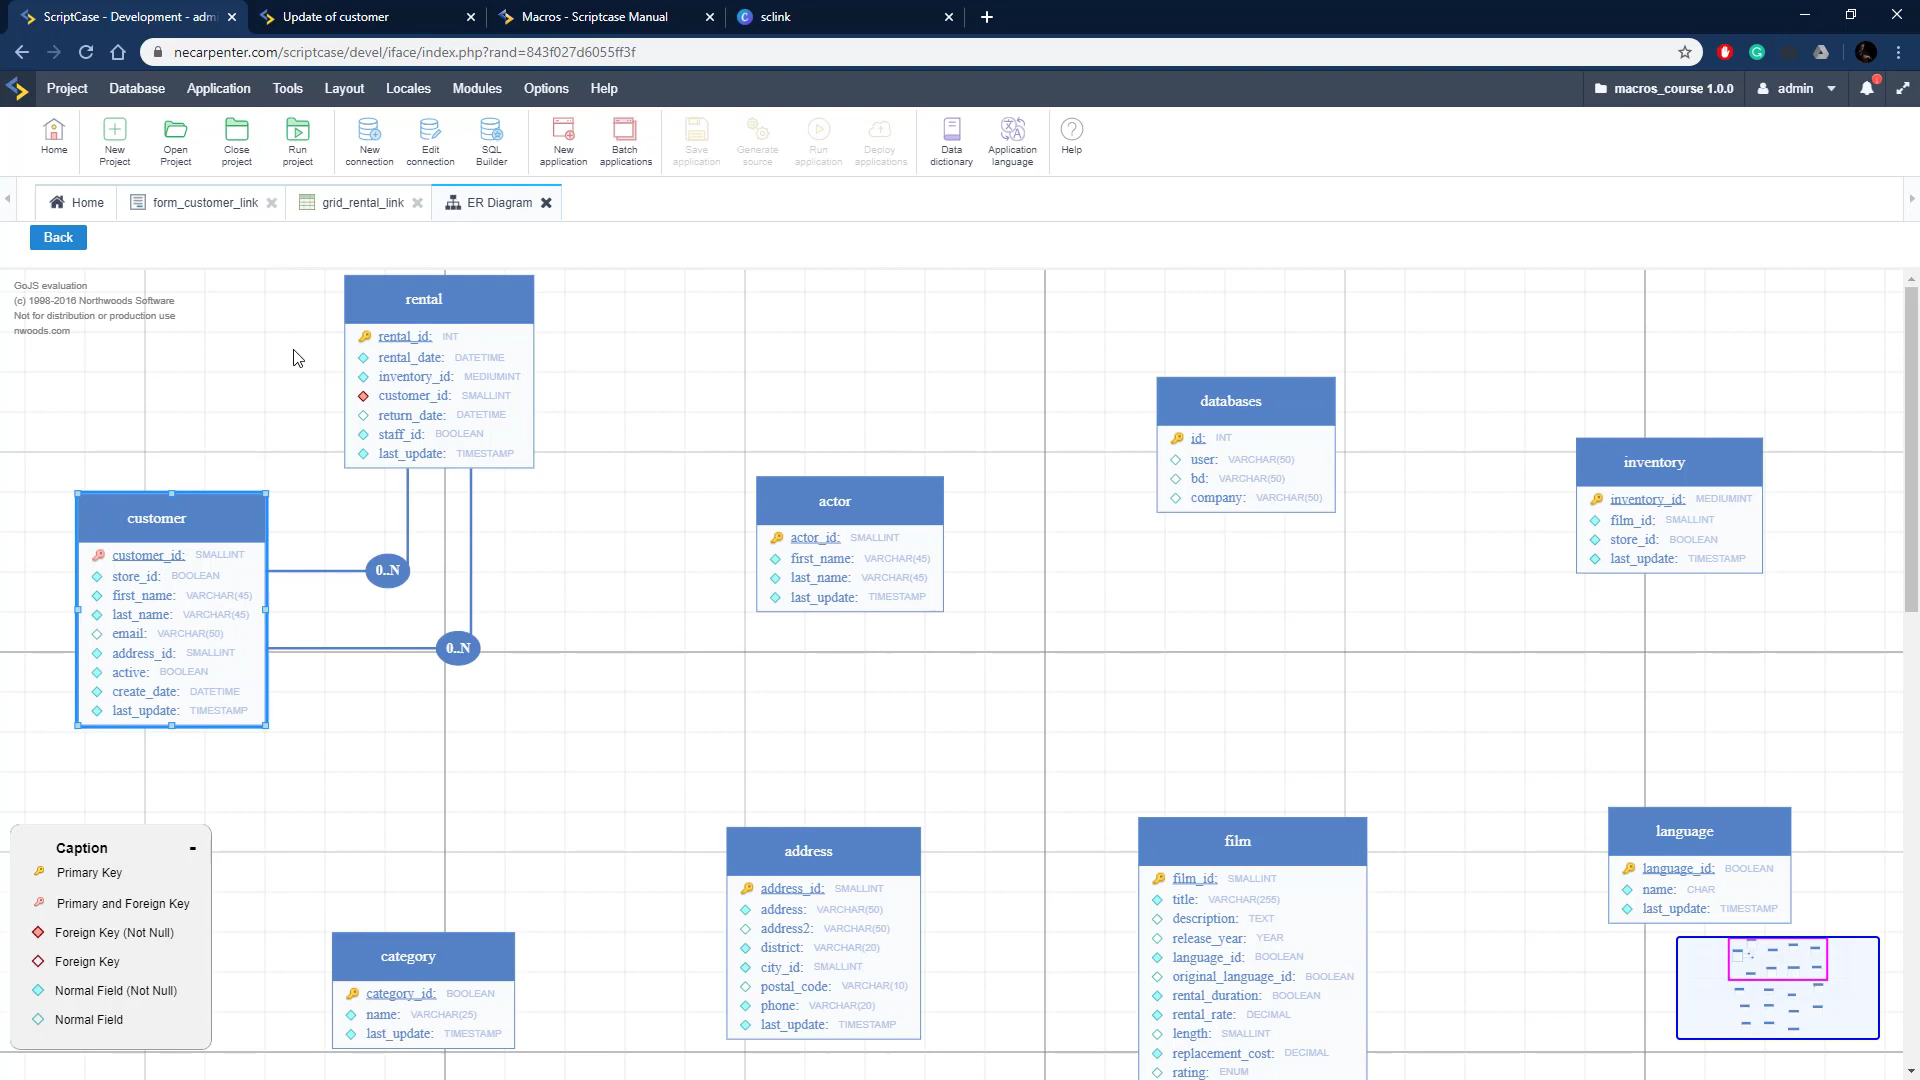 ScriptCase - Development - adm
Update of customer
Macros - Scriptcase Manual
sclink
necarpenter.com/scriptcase/devel/iface/index.php?rand=843f027d6055ff3f
Project
Database
Application
Tools
Layout
Locales
Modules
Options
Help
macros_course 1.0.0
admin
Home
New Project
Open Project
Close project
Run project
New connection
Edit connection
SQL Builder
New application
Batch applications
Save application
Generate source
Run application
Deploy applications
Data dictionary
Application language
Help
Home
form_customer_link
grid_rental_link
ER Diagram
Back
GoJS evaluation
(c) 1998-2016 Northwoods Software
Not for distribution or production use
nwoods.com
rental
rental_id: INT
rental_date: DATETIME
inventory_id: MEDIUMINT
customer_id: SMALLINT
return_date: DATETIME
staff_id: BOOLEAN
last_update: TIMESTAMP
customer
customer_id: SMALLINT
store_id: BOOLEAN
first_name: VARCHAR(45)
last_name: VARCHAR(45)
email: VARCHAR(50)
address_id: SMALLINT
active: BOOLEAN
create_date: DATETIME
last_update: TIMESTAMP
0..N
0..N
actor
actor_id: SMALLINT
first_name: VARCHAR(45)
last_name: VARCHAR(45)
last_update: TIMESTAMP
databases
id: INT
user: VARCHAR(50)
bd: VARCHAR(50)
company: VARCHAR(50)
inventory
inventory_id: MEDIUMINT
film_id: SMALLINT
store_id: BOOLEAN
last_update: TIMESTAMP
Caption -
Primary Key
Primary and Foreign Key
Foreign Key (Not Null)
Foreign Key
Normal Field (Not Null)
Normal Field
category
category_id: BOOLEAN
name: VARCHAR(25)
last_update: TIMESTAMP
address
address_id: SMALLINT
address: VARCHAR(50)
address2: VARCHAR(50)
district: VARCHAR(20)
city_id: SMALLINT
postal_code: VARCHAR(10)
phone: VARCHAR(20)
last_update: TIMESTAMP
film
film_id: SMALLINT
title: VARCHAR(255)
description: TEXT
release_year: YEAR
language_id: BOOLEAN
original_language_id: BOOLEAN
rental_duration: BOOLEAN
rental_rate: DECIMAL
length: SMALLINT
replacement_cost: DECIMAL
rating: ENUM
language
language_id: BOOLEAN
name: CHAR
last_update: TIMESTAMP